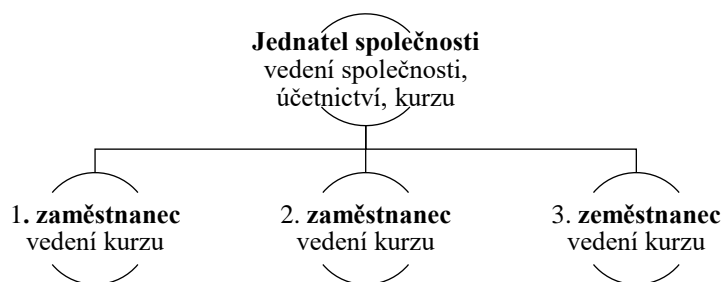 Jednatel společnosti
vedení společnosti,
účetnictví, kurzu
1. zaměstnanec
vedení kurzu
2. zaměstnanec
vedení kurzu
3. zeměstnanec
vedení kurzu